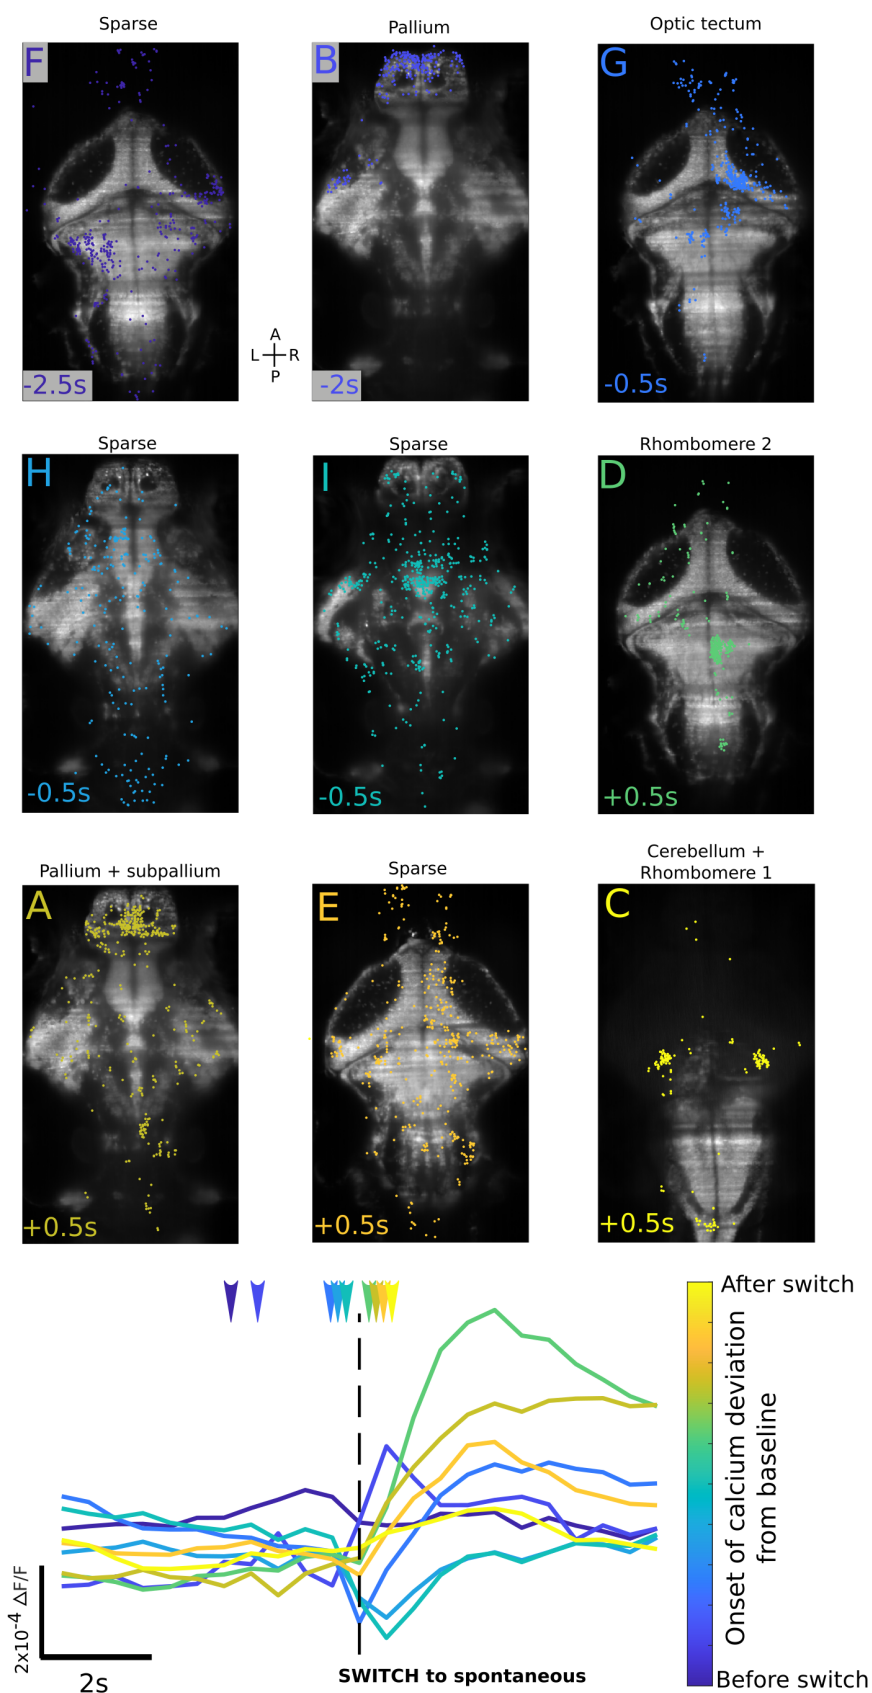 Sparse
Pallium
Optic tectum
F
B
G
-2.5s
-2s
-0.5s
A
L R
P
Sparse
Sparse
Rhombomere 2
H
I
D
-0.5s
-0.5s
+0.5s
Pallium + subpallium
Sparse
Cerebellum +
Rhombomere 1
A
E
C
+0.5s
+0.5s
+0.5s
After switch
Onset of calcium deviation
from baseline
Before switch
2x10-4 ΔF/F
2s
SWITCH to spontaneous